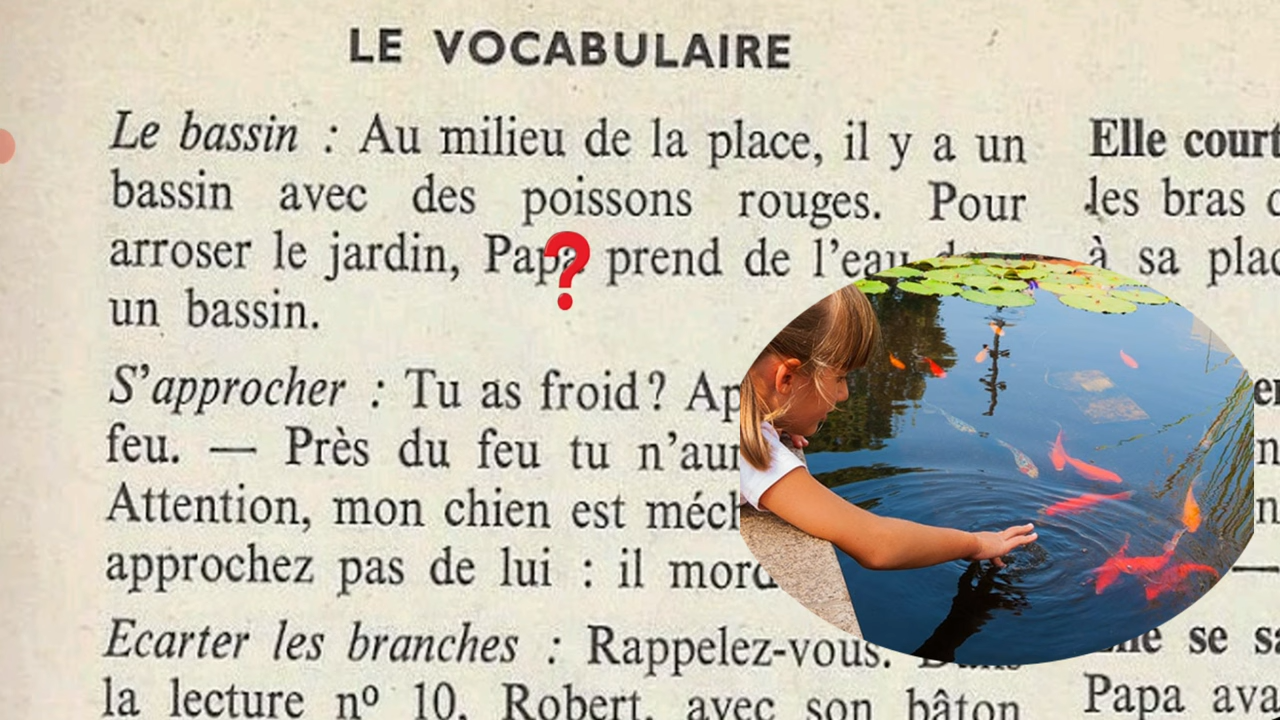 LE VOCABULAIRE
Le bassin : Au milieu de la place, il y a un
bassin avec des poissons rouges. Pour
arroser le jardin, Papa prend de l'eau
un bassin.
S'approcher : Tu as froid ?
feu. — Près du feu tu
Attention, mon chien est
approchez pas de lui : il
Ecarter les branches : Rappelez-vous.
la lecture nº 10. Robert. avec son bâton
Elle court
les bras
à sa
se
Papa
❓